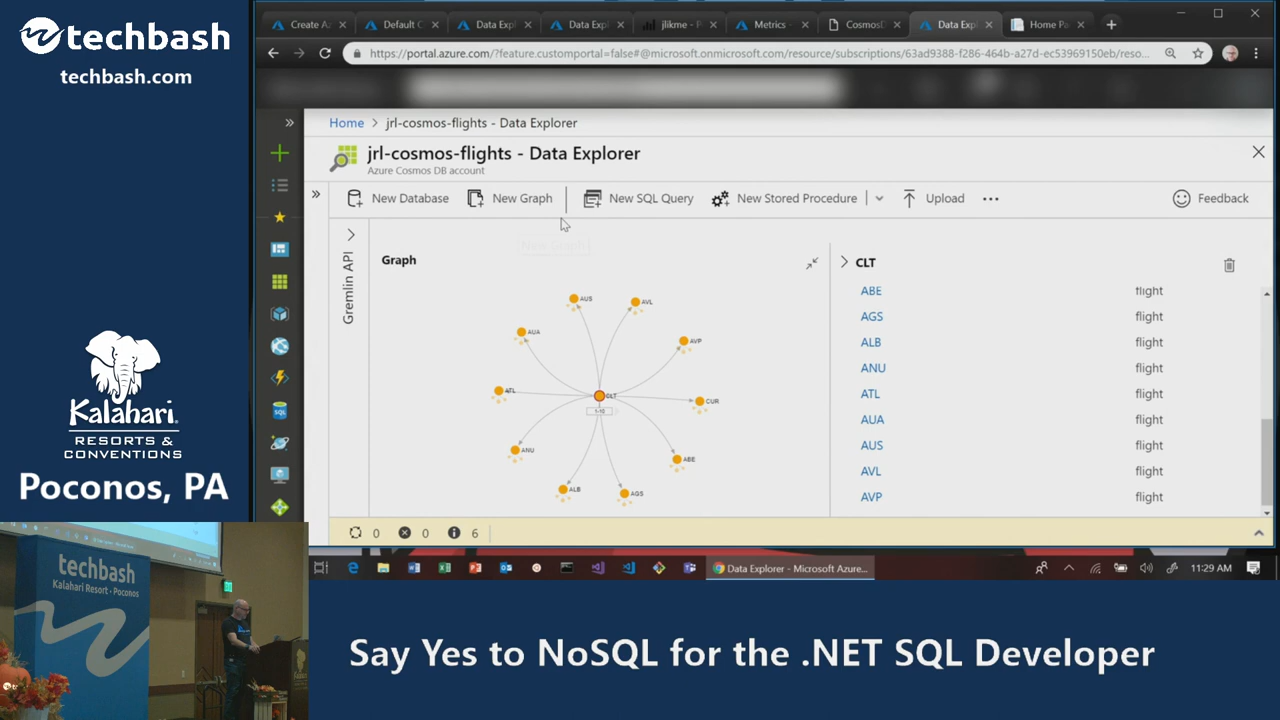 techbash
techbash.com
Kalahari.
RESORTS &
CONVENTIONS
Poconos, PA
techbash
Kalahari Resort · Poconos
Create Az
Default C
Data Expl
Data Expl
jlikme - P
Metrics -
CosmosD
Data Exp
Home Pa
https://portal.azure.com/?feature.customportal=false#@microsoft.onmicrosoft.com/resource/subscriptions/63ad9388-f286-464b-a27d-ec53969150eb/reso...
Home > jrl-cosmos-flights - Data Explorer
jrl-cosmos-flights - Data Explorer
Azure Cosmos DB account
New Database
New Graph
New SQL Query
New Stored Procedure
Upload
Feedback
Gremlin API
Graph
AUS
AVL
AUA
AVP
ATL
CLT
1-10
CUR
ANU
ABE
ALB
AGS
CLT
ABE flight
AGS flight
ALB flight
ANU flight
ATL flight
AUA flight
AUS flight
AVL flight
AVP flight
0 0 6
SQL
Data Explorer - Microsoft Azure...
11:29 AM
Say Yes to NoSQL for the .NET SQL Developer